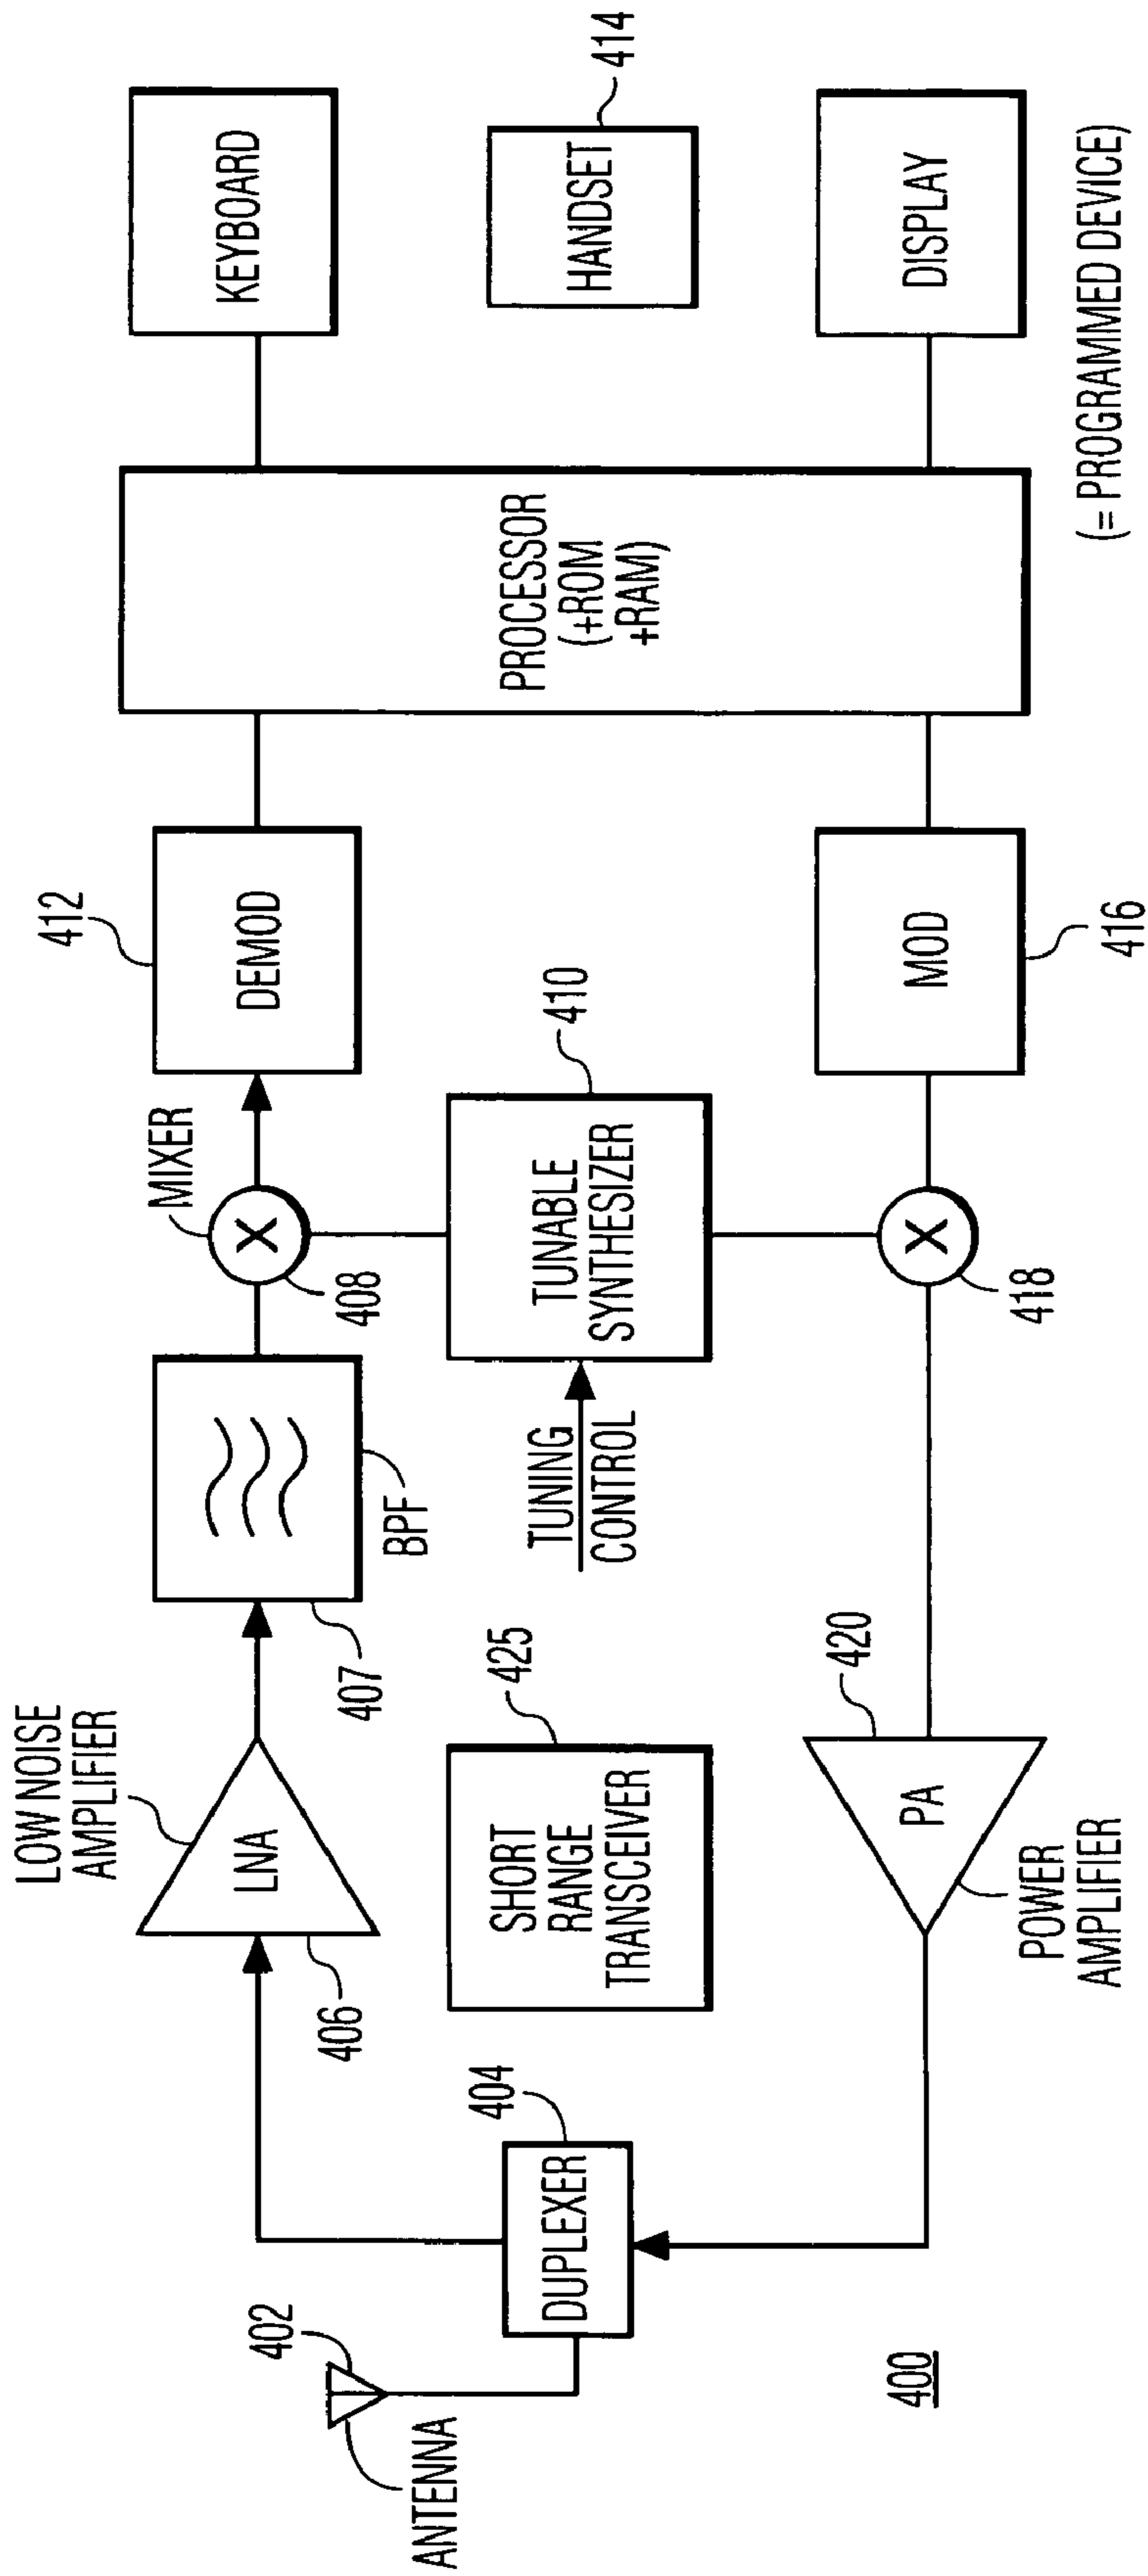 LOW NOISE
AMPLIFIER
LNA
406
407
BPF
MIXER
X
408
412
DEMOD
KEYBOARD
ANTENNA
402
DUPLEXER
404
SHORT
RANGE
TRANSCEIVER
425
TUNING
CONTROL
TUNABLE
SYNTHESIZER
410
PROCESSOR
(+ROM
+RAM)
HANDSET
414
400
PA
420
POWER
AMPLIFIER
X
418
MOD
416
DISPLAY
(= PROGRAMMED DEVICE)